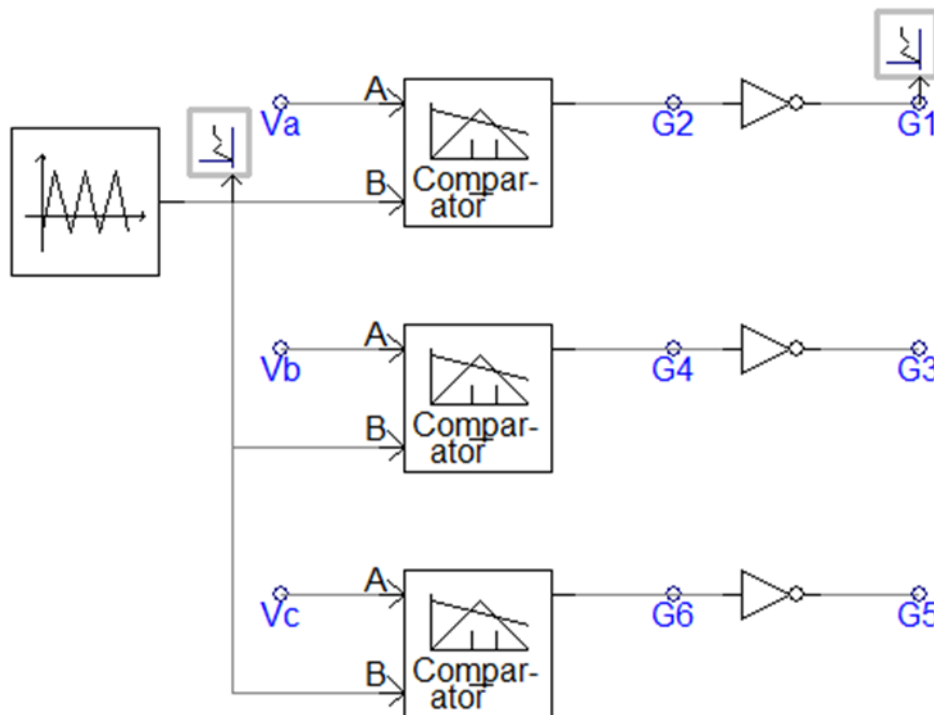 A
Va
Compar-
ator
B
G2
G1
A
Vb
Compar-
ator
B
G4
G3
A
Vc
Compar-
ator
B
G6
G5